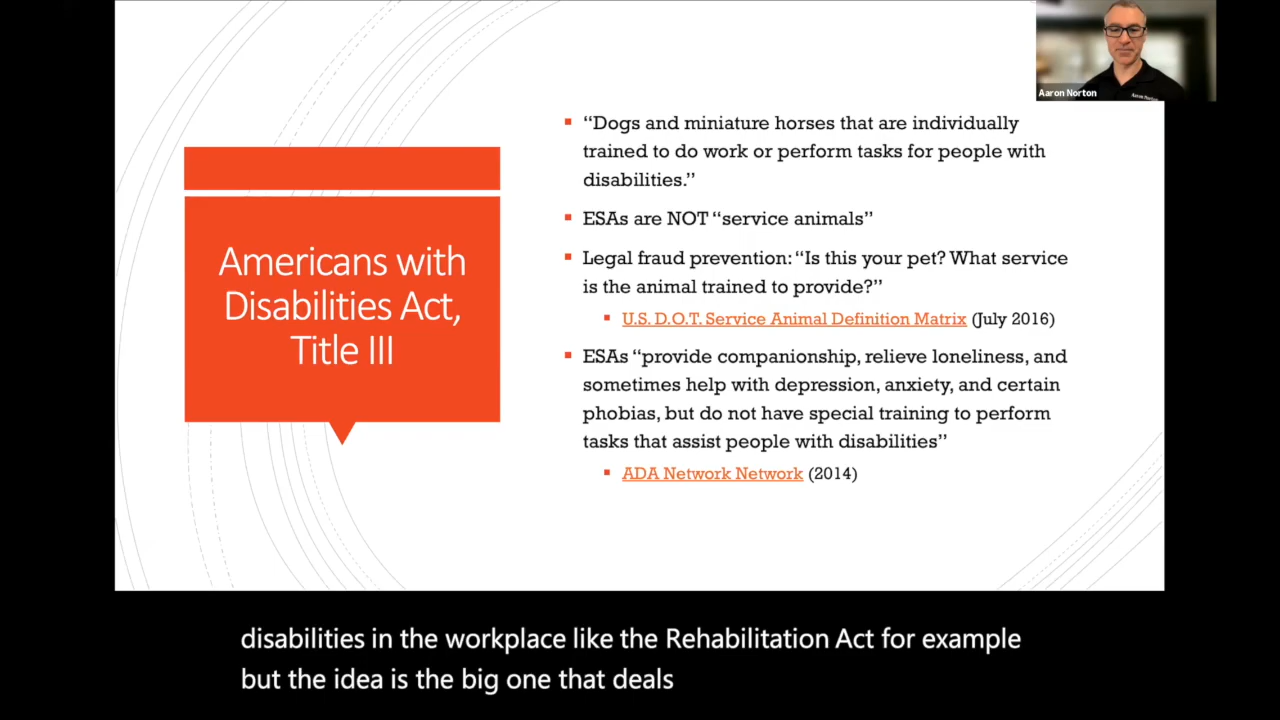 Aaron Norton
Americans with
Disabilities Act,
Title III
“Dogs and miniature horses that are individually
trained to do work or perform tasks for people with
disabilities.”
ESAs are NOT “service animals”
Legal fraud prevention: “Is this your pet? What service
is the animal trained to provide?”
U.S. D.O.T. Service Animal Definition Matrix (July 2016)
ESAs “provide companionship, relieve loneliness, and
sometimes help with depression, anxiety, and certain
phobias, but do not have special training to perform
tasks that assist people with disabilities”
ADA Network Network (2014)
disabilities in the workplace like the Rehabilitation Act for example
but the idea is the big one that deals